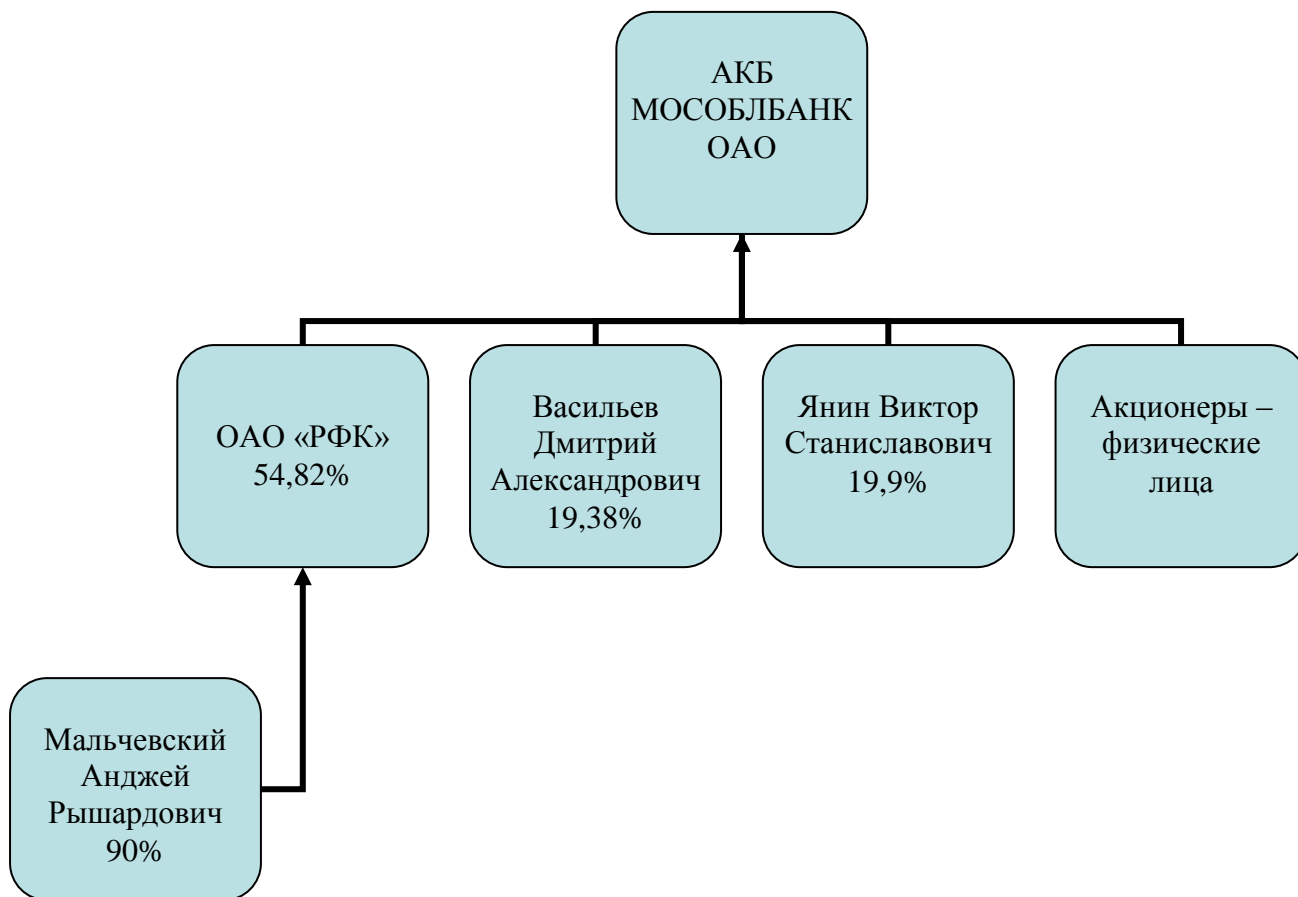 АКБ
МОСОБЛБАНК
ОАО
ОАО «РФК»
54,82%
Васильев
Дмитрий
Александрович
19,38%
Янин Виктор
Станиславович
19,9%
Акционеры –
физические
лица
Мальчевский
Анджей
Рышардович
90%